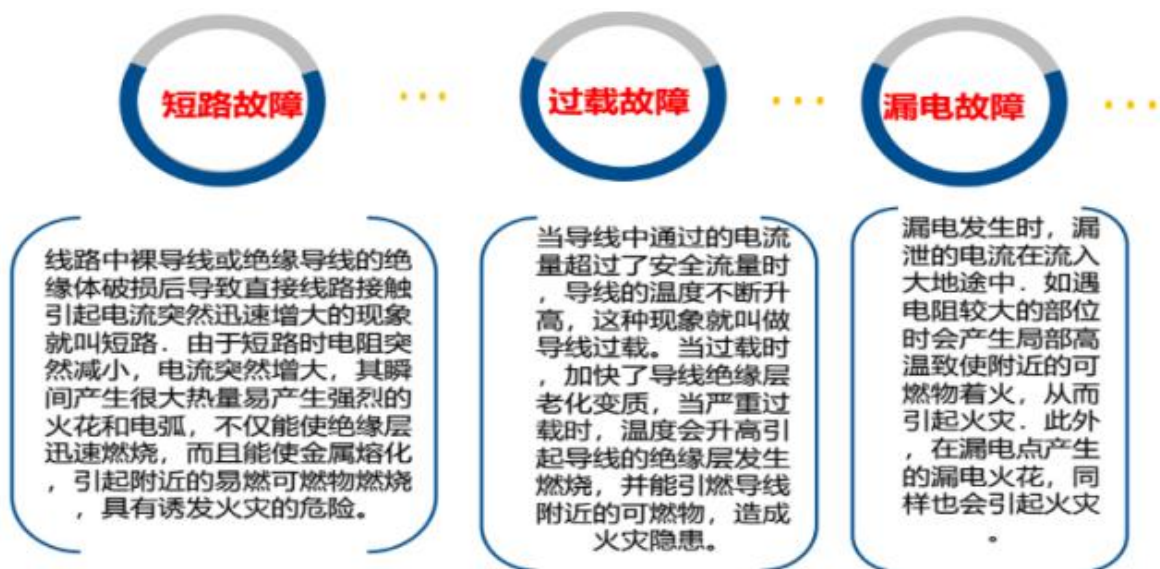 短路故障
...
过载故障
...
漏电故障
...
线路中裸导线或绝缘导线的绝
缘体破损后导致直接线路接触
引起电流突然迅速增大的现象
就叫短路．由于短路时电阻突
然减小，电流突然增大，其瞬
间产生很大热量易产生强烈的
火花和电弧，不仅能使绝缘层
迅速燃烧，而且能使金属熔化
，引起附近的易燃可燃物燃烧
，具有诱发火灾的危险。
当导线中通过的电流
量超过了安全流量时
，导线的温度不断升
高，这种现象就叫做
导线过载。当过载时
，加快了导线绝缘层
老化变质，当严重过
载时，温度会升高引
起导线的绝缘层发生
燃烧，并能引燃导线
附近的可燃物，造成
火灾隐患。
漏电发生时，漏
泄的电流在流入
大地途中．如遇
电阻较大的部位
时会产生局部高
温致使附近的可
燃物着火，从而
引起火灾．此外
，在漏电点产生
的漏电火花，同
样也会引起火灾
。